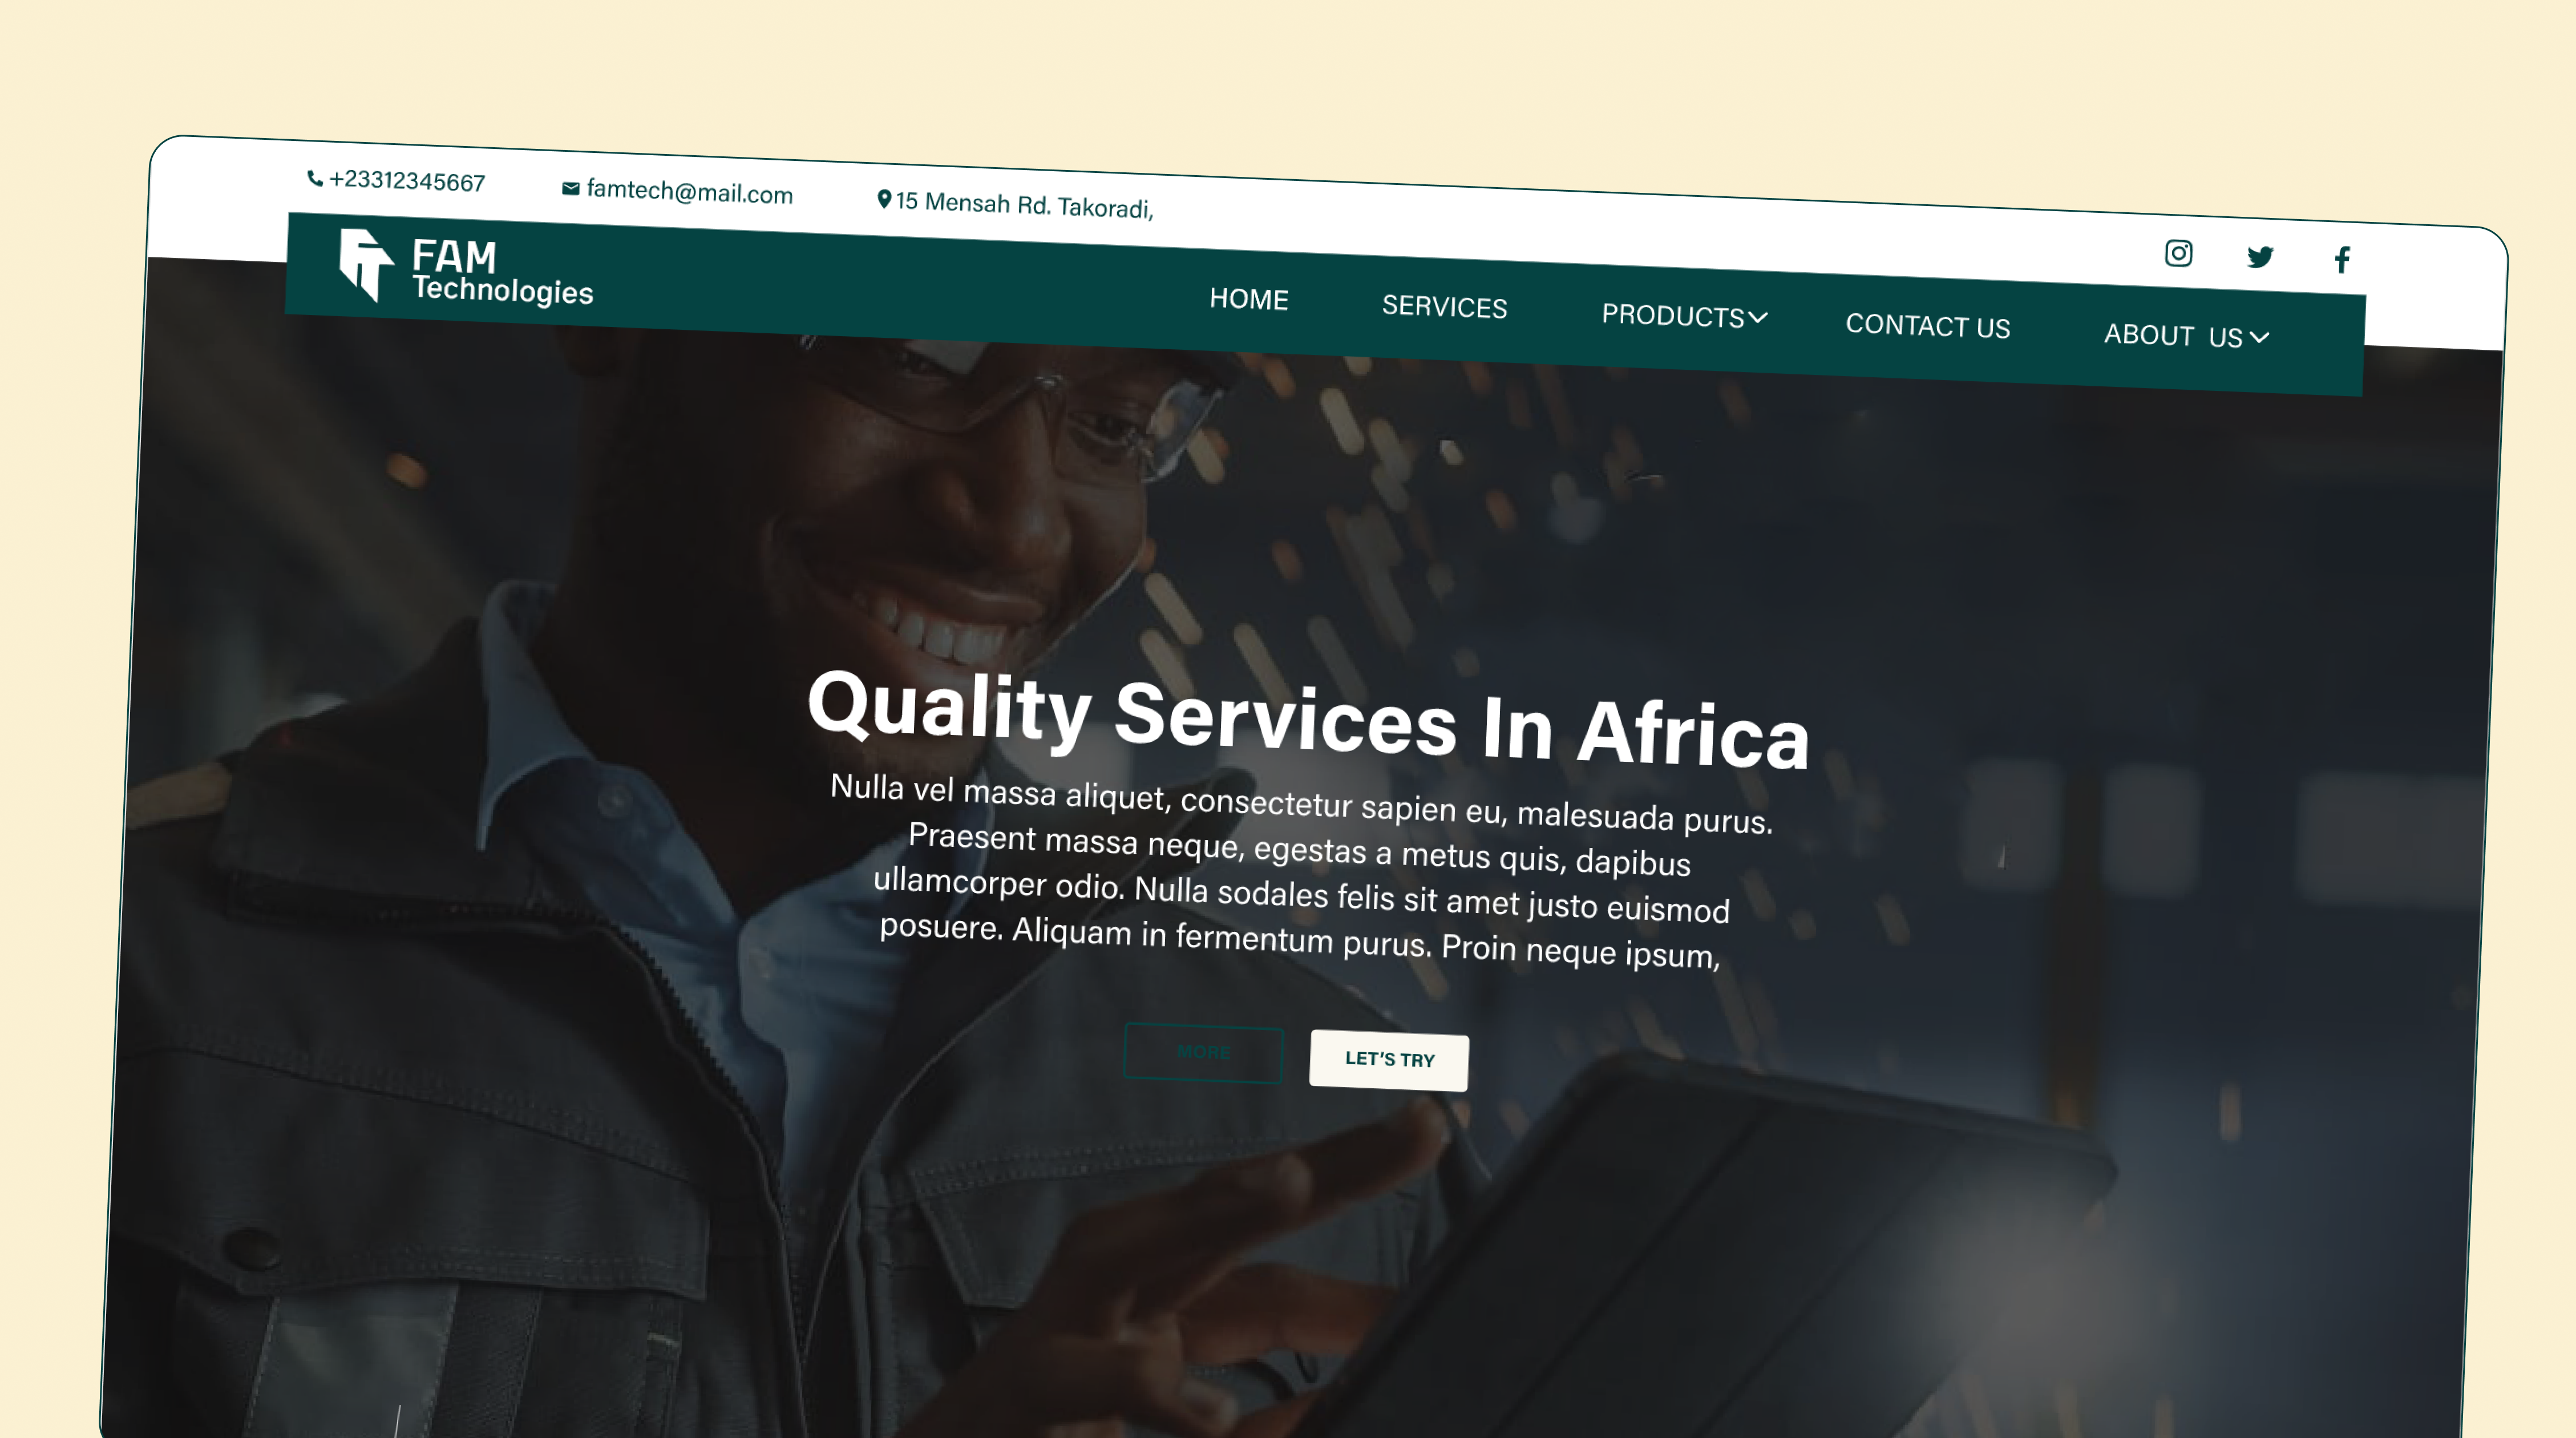 +23312345667
famtech@mail.com
15 Mensah Rd. Takoradi,
FAM
Technologies
HOME
SERVICES
PRODUCTS
CONTACT US
ABOUT US
Quality Services In Africa
Nulla vel massa aliquet, consectetur sapien eu, malesuada purus.
Praesent massa neque, egestas a metus quis, dapibus
ullamcorper odio. Nulla sodales felis sit amet justo euismod
posuere. Aliquam in fermentum purus. Proin neque ipsum,
MORE
LET'S TRY